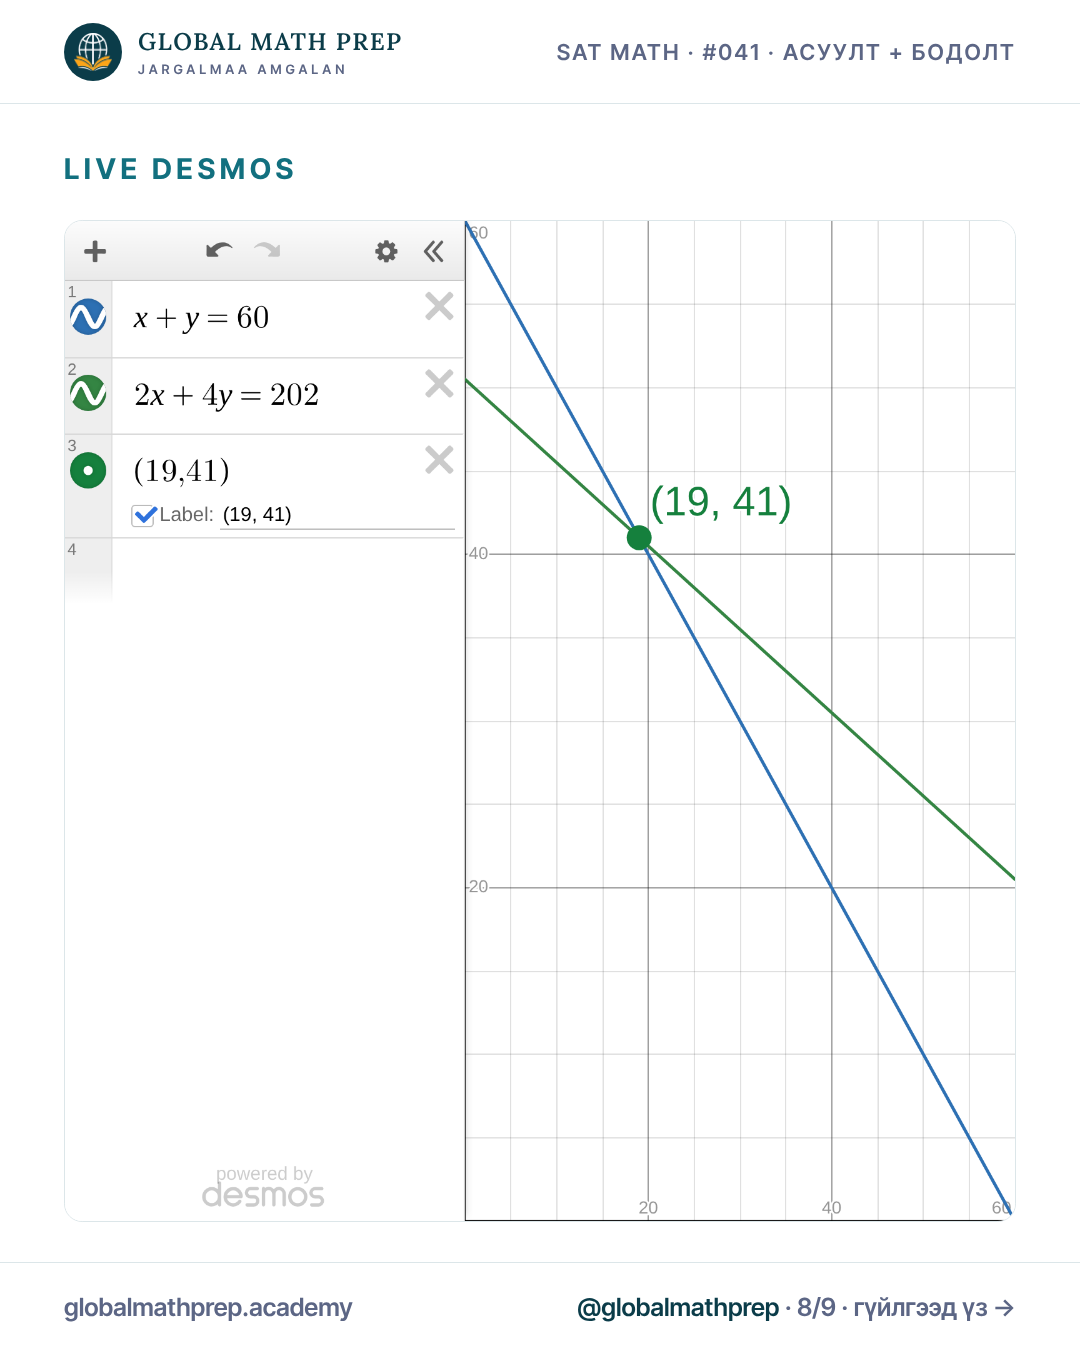 GLOBAL MATH PREP
JARGALMAA AMGALAN
SAT MATH · #041 · АСУУЛТ + БОДОЛТ
LIVE DESMOS
1
x + y = 60
2
2x + 4y = 202
3
(19,41)
Label: (19, 41)
4
powered by
desmos
60
(19, 41)
40
20
20 40 60
globalmathprep.academy
@globalmathprep · 8/9 · гүйлгээд үз →